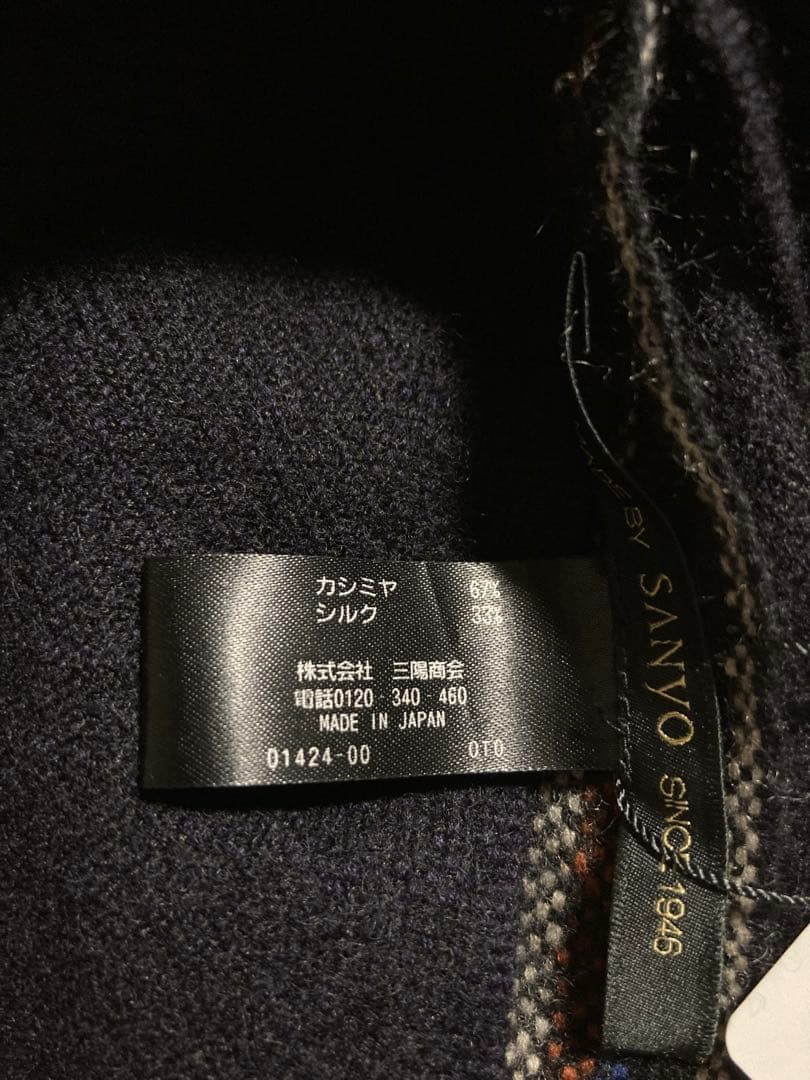 カシミヤ 67%
シルク 33%
株式会社 三陽商会
電話0120 340 460
MADE IN JAPAN
01424-00 OTO
BY SANYO SINCE 1946